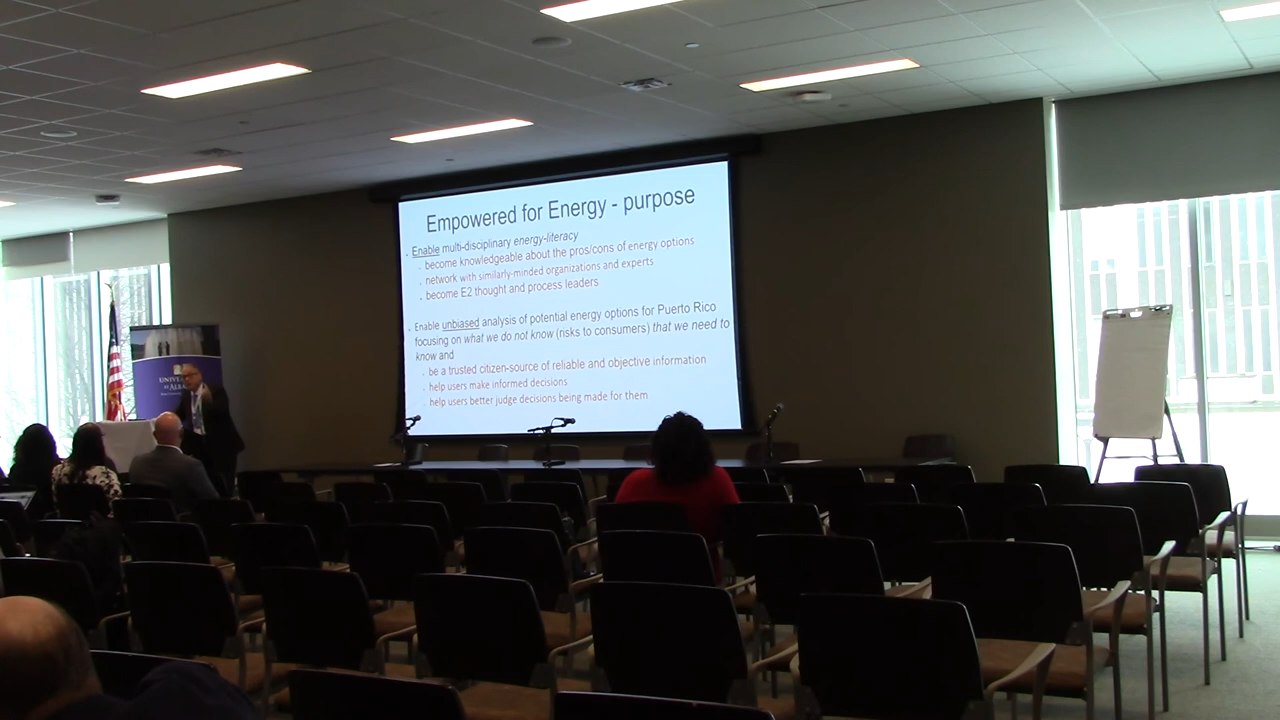 Empowered for Energy - purpose
. Enable multi-disciplinary energy-literacy
. become knowledgeable about the pros/cons of energy options
. network with similarly-minded organizations and experts
. become E2 thought and process leaders
. Enable unbiased analysis of potential energy options for Puerto Rico
focusing on what we do not know (risks to consumers) that we need to
know and
. be a trusted citizen-source of reliable and objective information
. help users make informed decisions
. help users better judge decisions being made for them